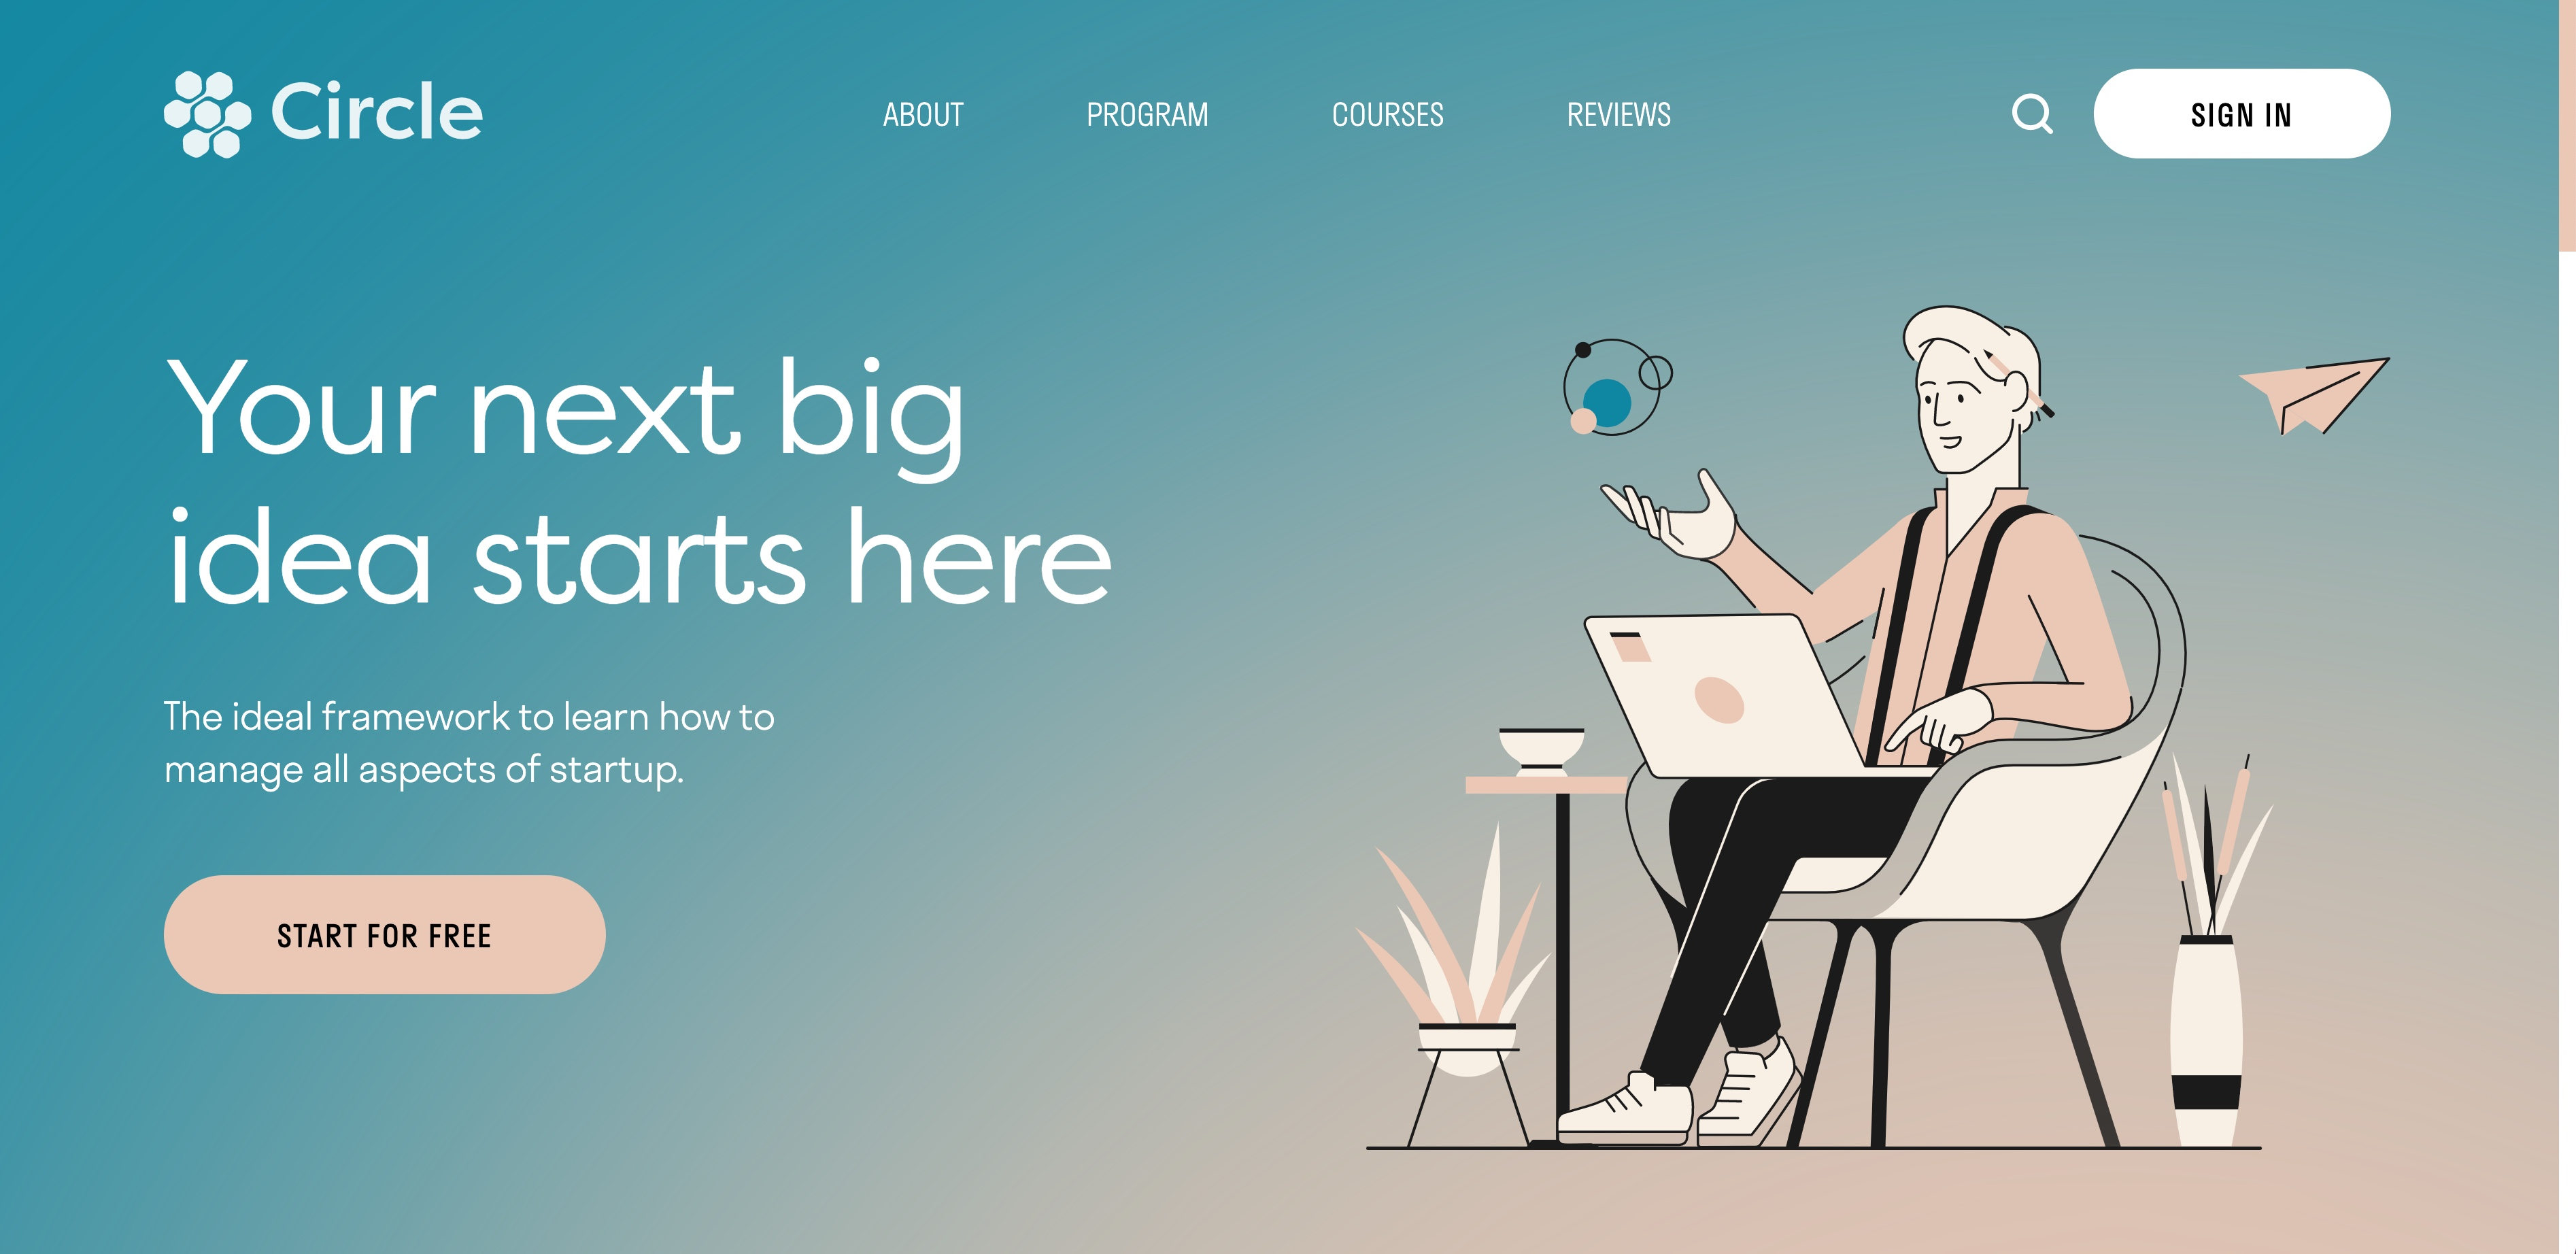 Circle
ABOUT PROGRAM COURSES REVIEWS
SIGN IN
Your next big
idea starts here
The ideal framework to learn how to
manage all aspects of startup.
START FOR FREE